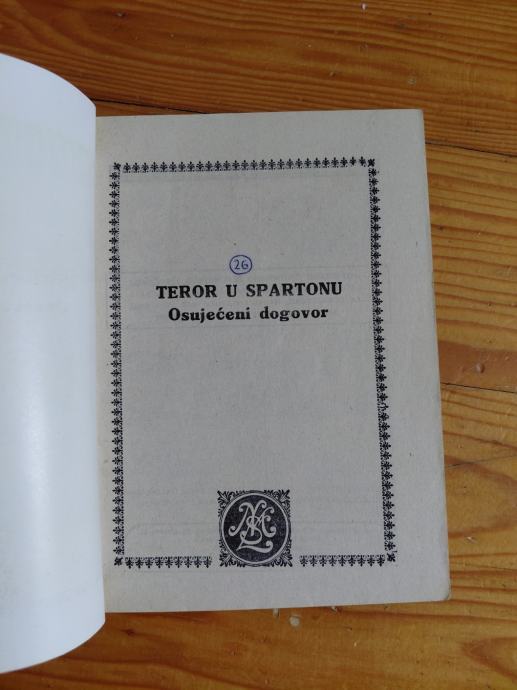 26
TEROR U SPARTONU
Osujećeni dogovor